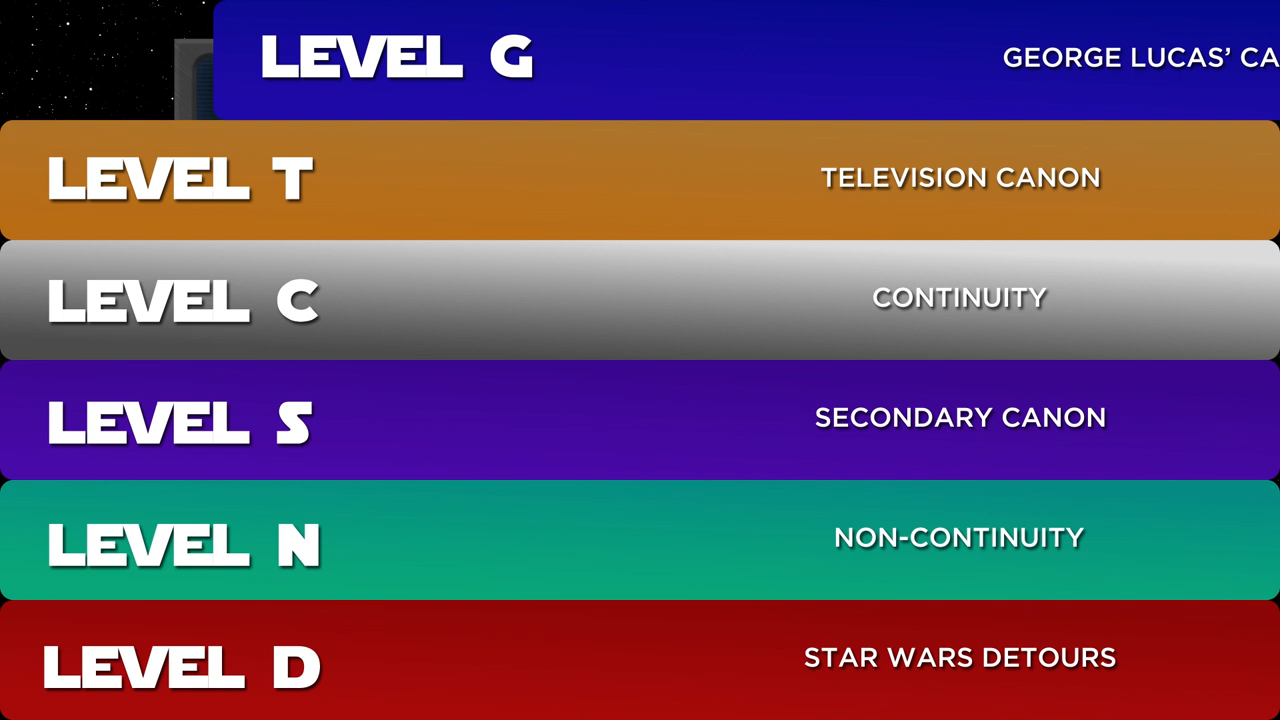 LEVEL G GEORGE LUCAS’ CA
LEVEL T TELEVISION CANON
LEVEL C CONTINUITY
LEVEL S SECONDARY CANON
LEVEL N NON-CONTINUITY
LEVEL D STAR WARS DETOURS